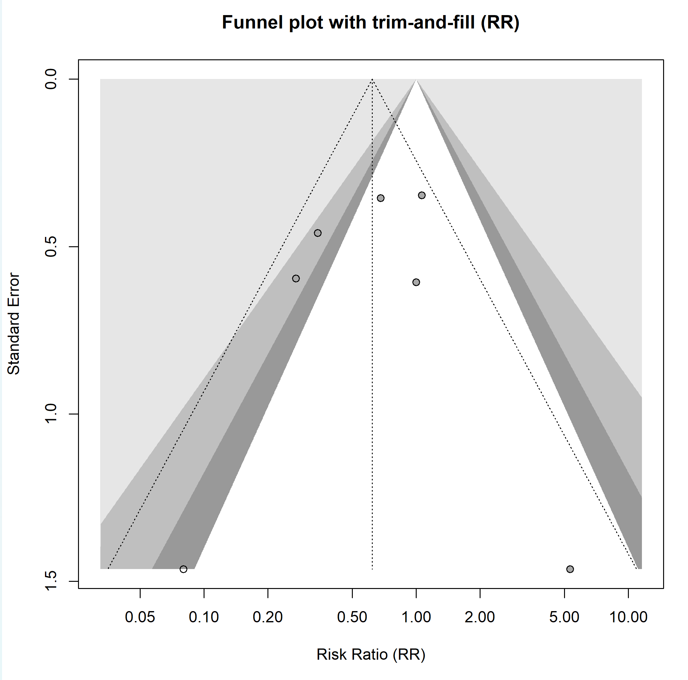 Funnel plot with trim-and-fill (RR)
Standard Error
0.0
0.5
1.0
1.5
0.05 0.10 0.20 0.50 1.00 2.00 5.00 10.00
Risk Ratio (RR)